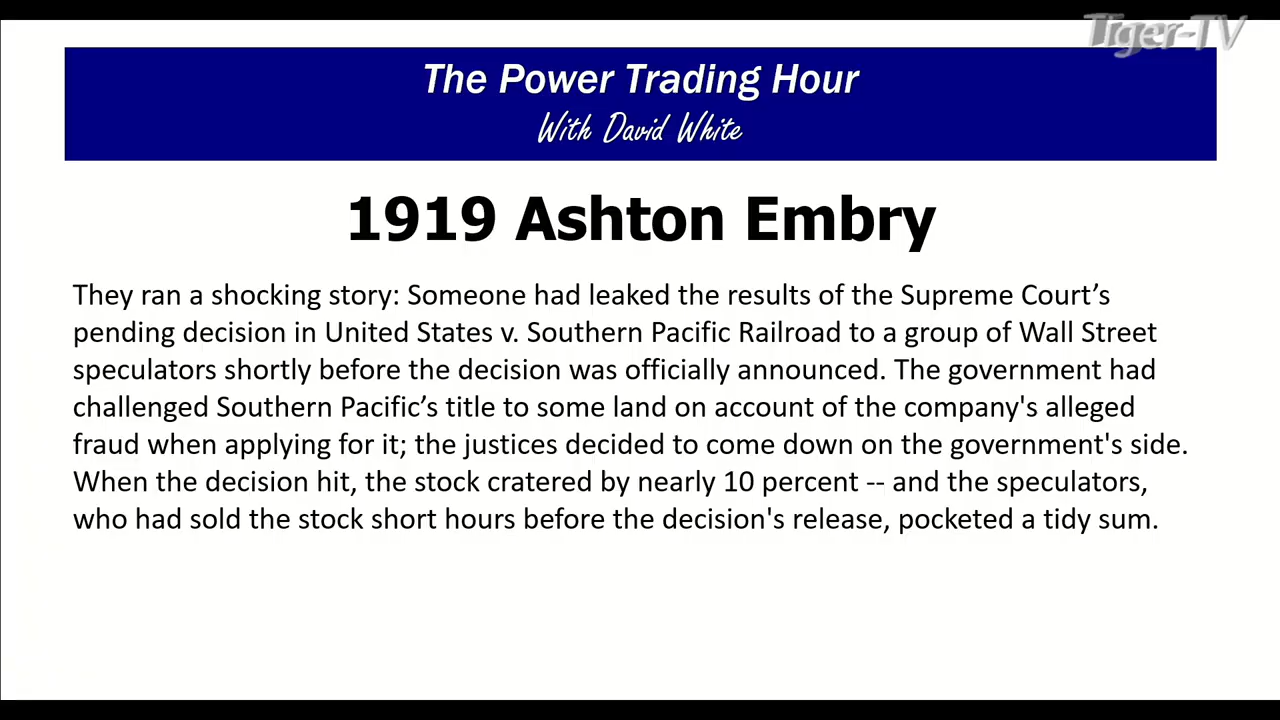 Tiger-TV
The Power Trading Hour
With David White
1919 Ashton Embry
They ran a shocking story: Someone had leaked the results of the Supreme Court’s
pending decision in United States v. Southern Pacific Railroad to a group of Wall Street
speculators shortly before the decision was officially announced. The government had
challenged Southern Pacific’s title to some land on account of the company's alleged
fraud when applying for it; the justices decided to come down on the government's side.
When the decision hit, the stock cratered by nearly 10 percent -- and the speculators,
who had sold the stock short hours before the decision's release, pocketed a tidy sum.